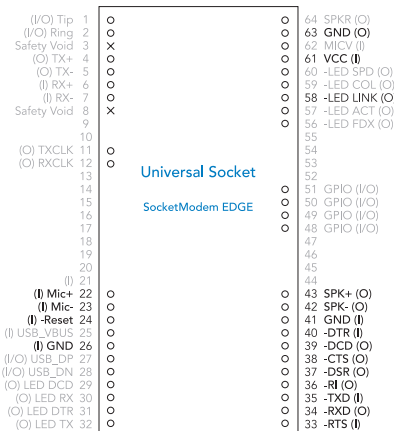 (I/O) Tip 1
(I/O) Ring 2
Safety Void 3
(O) TX+ 4
(O) TX- 5
(I) RX+ 6
(I) RX- 7
Safety Void 8
9
10
(O) TXCLK 11
(O) RXCLK 12
13
14
15
16
17
18
19
20
(I) 21
(I) Mic+ 22
(I) Mic- 23
(I) -Reset 24
(I) USB_VBUS 25
(I) GND 26
(I/O) USB_DP 27
(I/O) USB_DN 28
(O) LED DCD 29
(O) LED RX 30
(O) LED DTR 31
(O) LED TX 32
Universal Socket
SocketModem EDGE
64 SPKR (O)
63 GND (O)
62 MICV (I)
61 VCC (I)
60 -LED SPD (O)
59 -LED COL (O)
58 -LED LINK (O
57 -LED ACT (O)
56 -LED FDX (O)
55
54
53
52
51 GPIO (I/O)
50 GPIO (I/O)
49 GPIO (I/O)
48 GPIO (I/O)
47
46
45
44
43 SPK+ (O)
42 SPK- (O)
41 GND (I)
40 -DTR (I)
39 -DCD (O)
38 -CTS (O)
37 -DSR (O)
36 -RI (O)
35 -TXD (I)
34 -RXD (O)
33 -RTS (I)